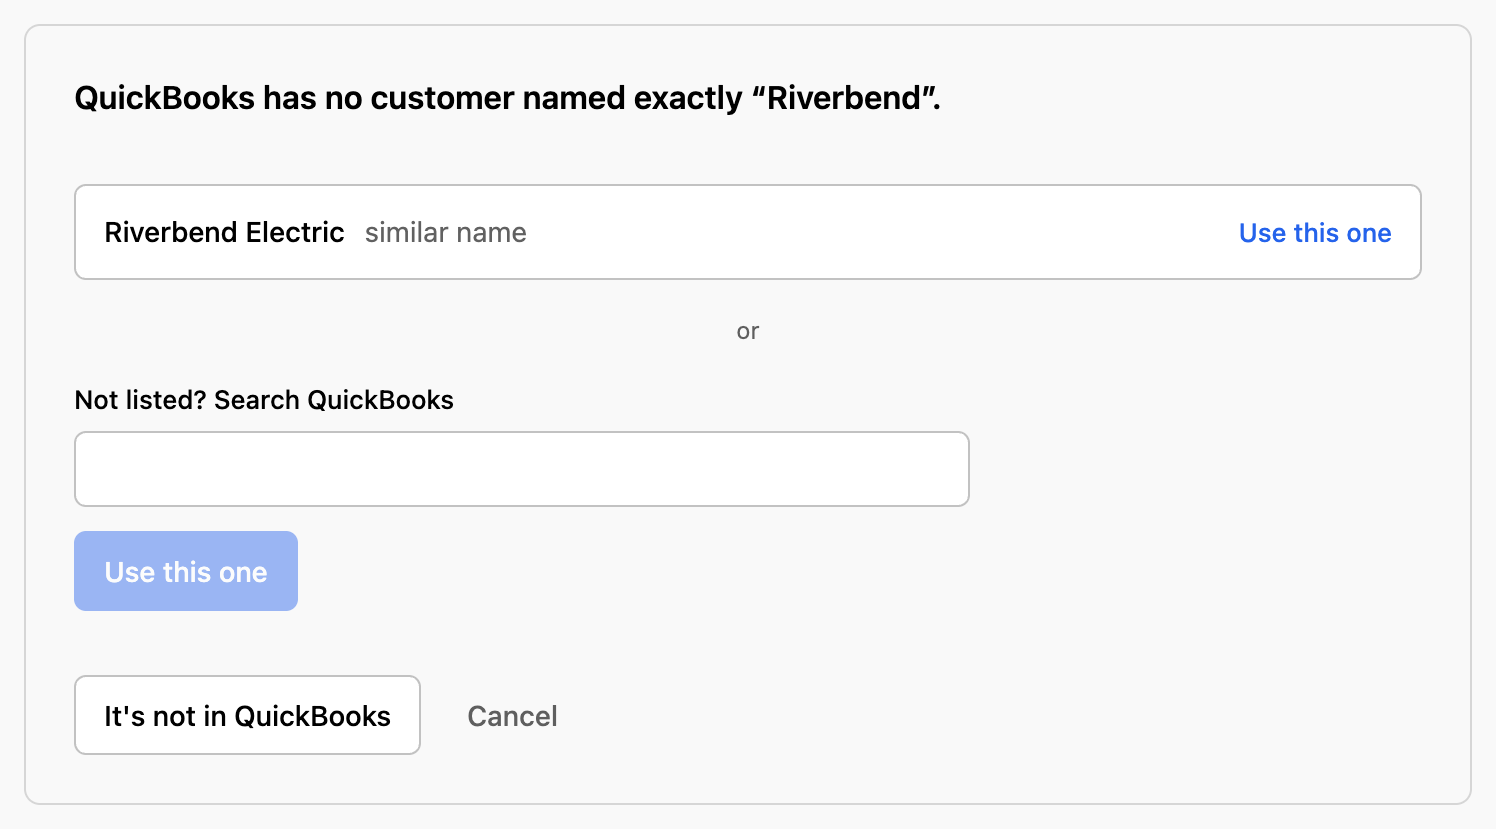 QuickBooks has no customer named exactly “Riverbend”.
Riverbend Electric similar name Use this one
or
Not listed? Search QuickBooks
Use this one
It's not in QuickBooks Cancel